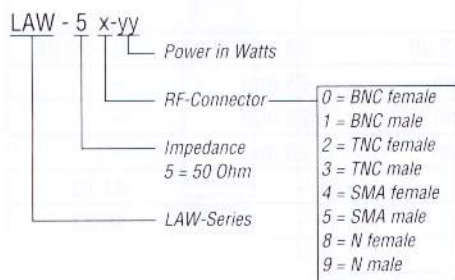 LAW - 5 x-yy
Power in Watts
RF-Connector
0 = BNC female
1 = BNC male
2 = TNC female
3 = TNC male
4 = SMA female
5 = SMA male
8 = N female
9 = N male
Impedance
5 = 50 Ohm
LAW-Series